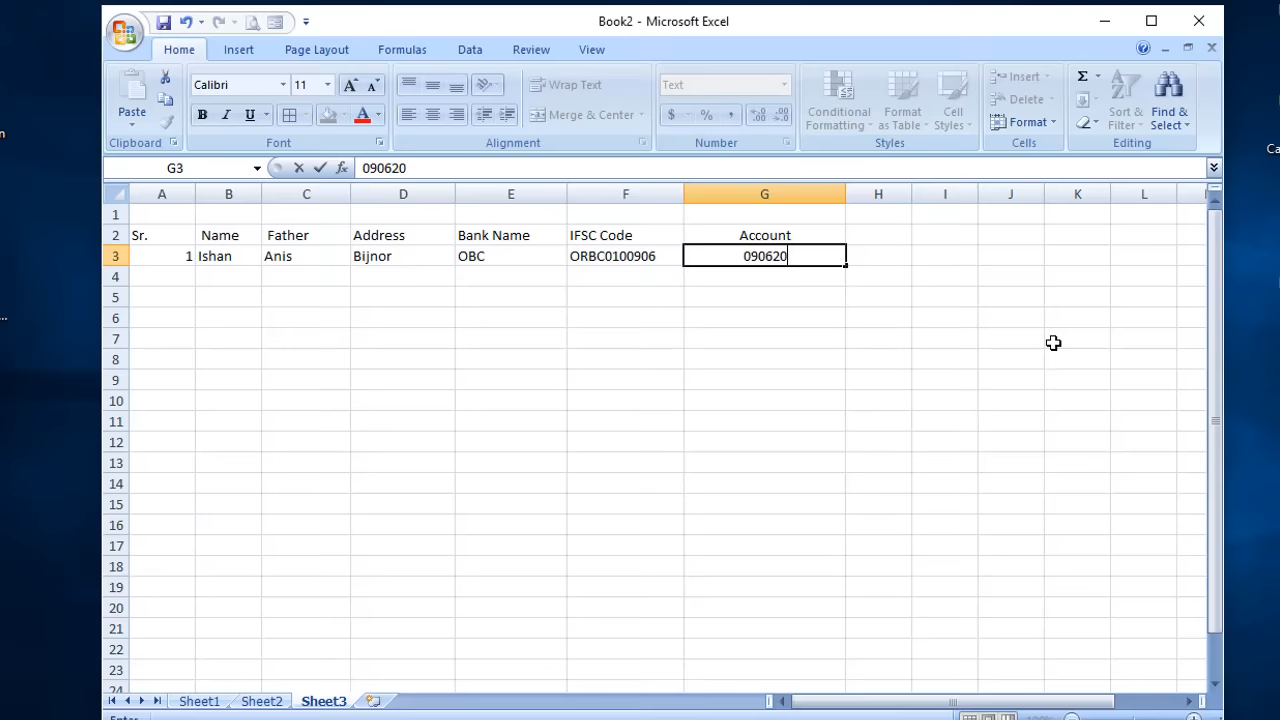 Book2 - Microsoft Excel
Home Insert Page Layout Formulas Data Review View
Paste
Clipboard
Calibri 11
B I U
Font
Wrap Text
Merge & Center
Alignment
Text
$ % ,
Number
Conditional Formatting
Format as Table
Cell Styles
Styles
Insert
Delete
Format
Cells
Sort & Filter
Find & Select
Editing
G3 fx 090620
A B C D E F G H I J K L
1
2 Sr. Name Father Address Bank Name IFSC Code Account
3 1 Ishan Anis Bijnor OBC ORBC0100906 090620
4
5
6
7
8
9
10
11
12
13
14
15
16
17
18
19
20
21
22
23
24
Sheet1 Sheet2 Sheet3
Enter